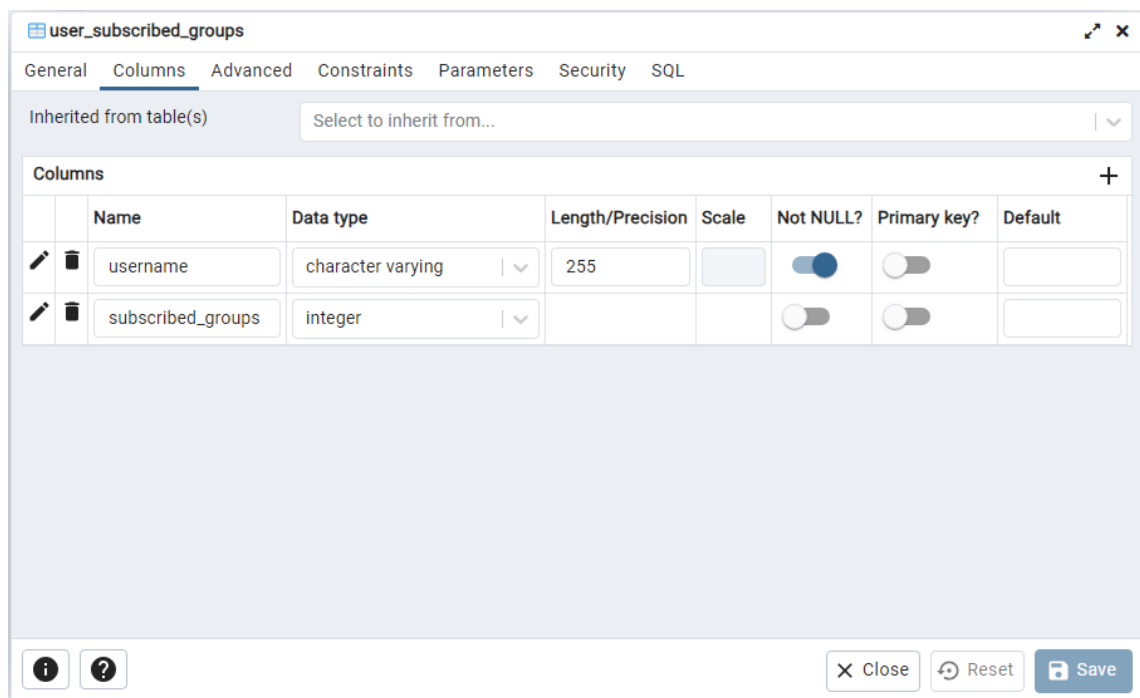 user_subscribed_groups
General Columns Advanced Constraints Parameters Security SQL
Inherited from table(s) Select to inherit from...
Columns
Name Data type Length/Precision Scale Not NULL? Primary key? Default
username character varying 255
subscribed_groups integer
Close Reset Save